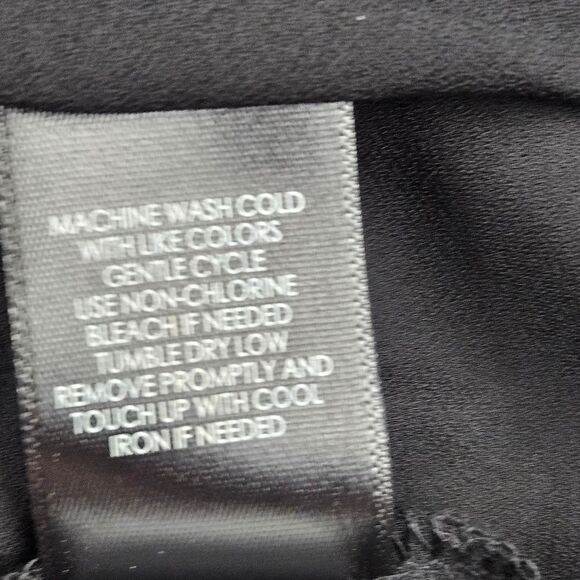 MACHINE WASH COLD
WITH LIKE COLORS
GENTLE CYCLE
USE NON-CHLORINE
BLEACH IF NEEDED
TUMBLE DRY LOW
REMOVE PROMPTLY AND
TOUCH UP WITH COOL
IRON IF NEEDED